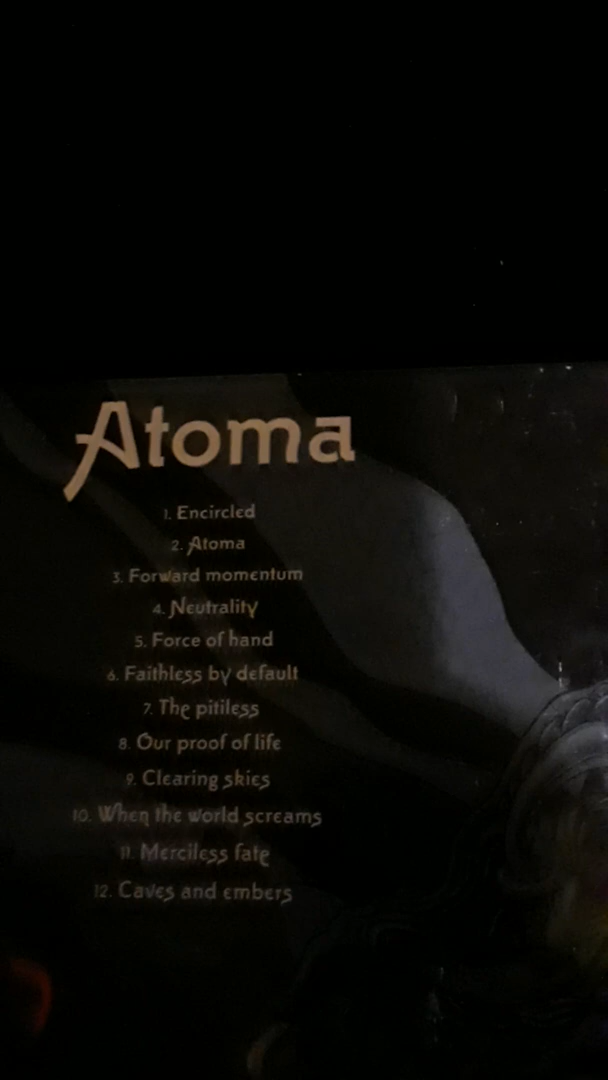 Atoma
1. Encircled
2. Atoma
3. Forward momentum
4. Neutrality
5. Force of hand
6. Faithless by default
7. The pitiless
8. Our proof of life
9. Clearing skies
10. When the world screams
11. Merciless fate
12. Caves and embers